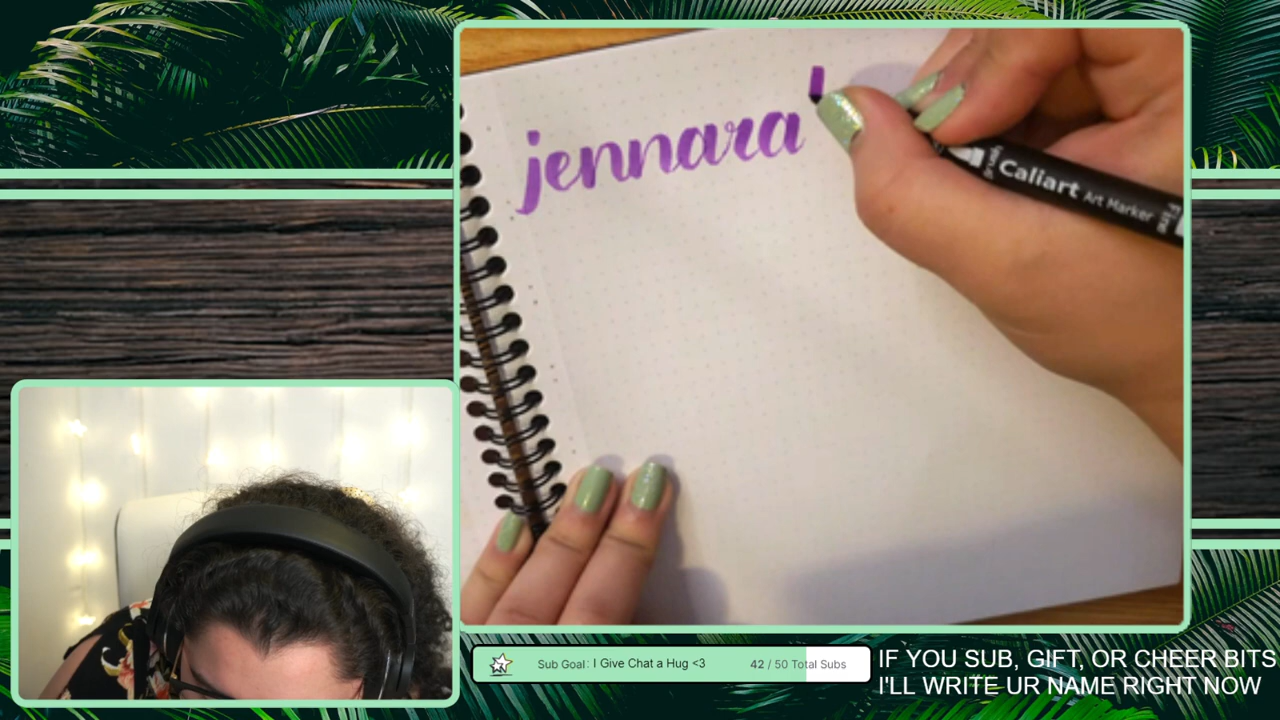 jennara
Caliart Art Marker
Sub Goal: I Give Chat a Hug <3 42 / 50 Total Subs
IF YOU SUB, GIFT, OR CHEER BITS
I'LL WRITE UR NAME RIGHT NOW